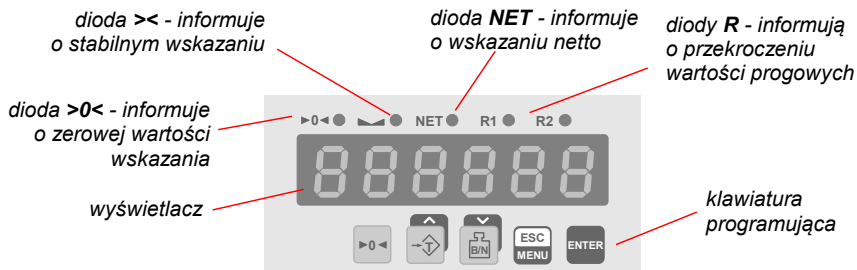 dioda >< - informuje
o stabilnym wskazaniu
dioda NET - informuje
o wskazaniu netto
diody R - informują
o przekroczeniu
wartości progowych
dioda >0< - informuje
o zerowej wartości
wskazania
►0◄ NET R1 R2
888888
wyświetlacz
klawiatura
programująca
►0◄ →T← B/N ESC MENU ENTER